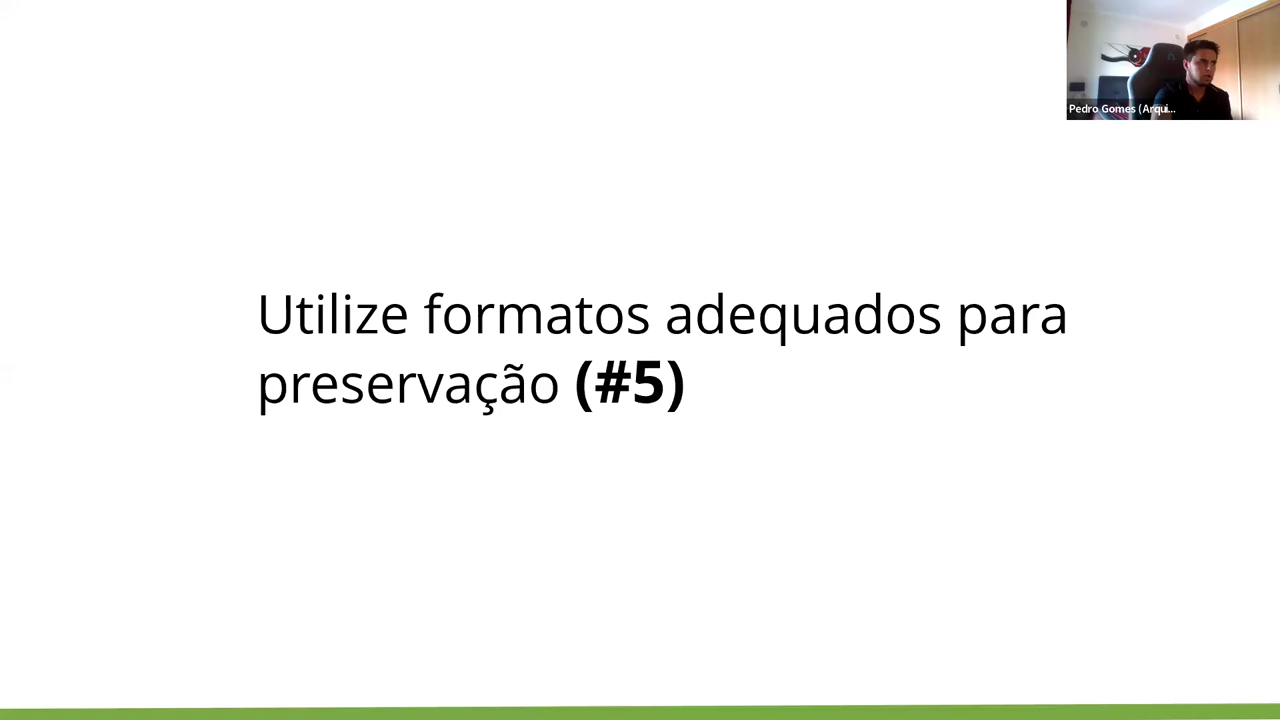 Pedro Gomes (Arqui...
Utilize formatos adequados para
preservação (#5)